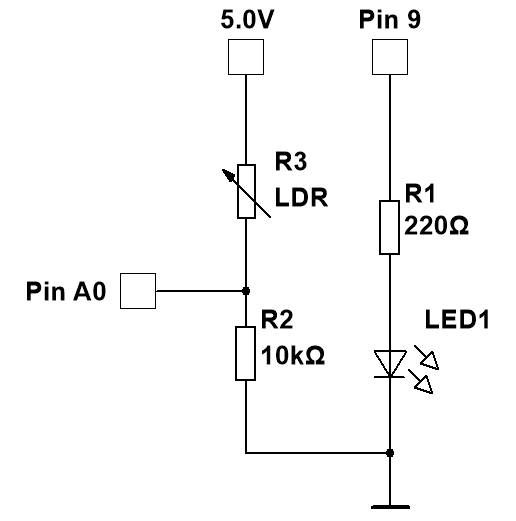 5.0V
Pin 9
R3
LDR
R1
220Ω
Pin A0
R2
10kΩ
LED1